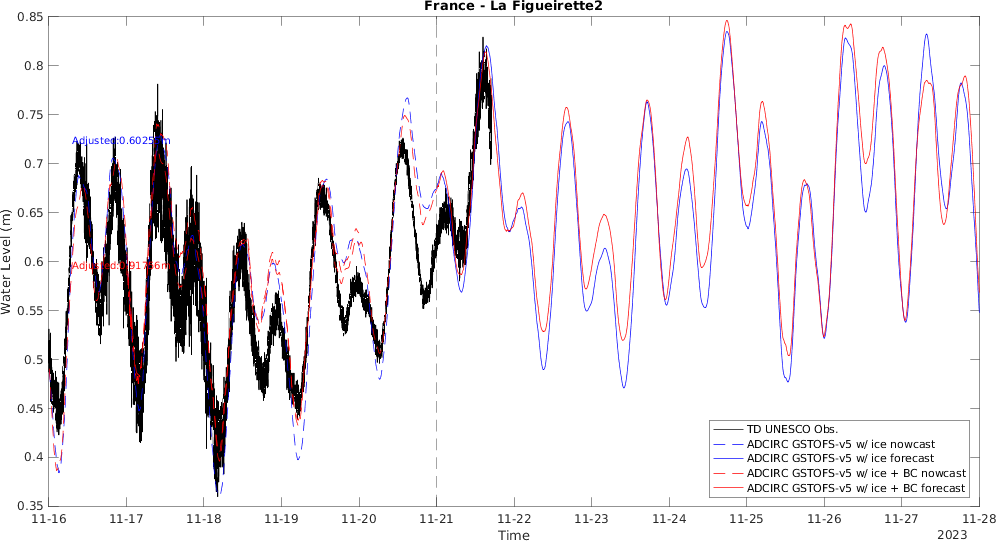 France - La Figueirette2
0.85
0.8
0.75
0.7
0.65
0.6
0.55
0.5
0.45
0.4
0.35
Water Level (m)
Adjusted:0.6025
TD UNESCO Obs.
ADCIRC GSTOFS-v5 w/ ice nowcast
ADCIRC GSTOFS-v5 w/ ice forecast
ADCIRC GSTOFS-v5 w/ ice + BC nowcast
ADCIRC GSTOFS-v5 w/ ice + BC forecast
11-16 11-17 11-18 11-19 11-20 11-21 11-22 11-23 11-24 11-25 11-26 11-27 11-28
Time
2023